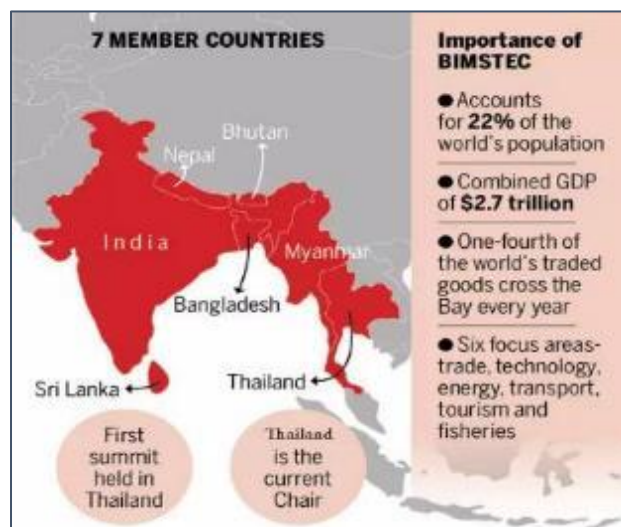 7 MEMBER COUNTRIES
Bhutan
Nepal
India
Myanmar
Bangladesh
Sri Lanka
Thailand
First
summit
held in
Thailand
Thailand
is the
current
Chair
Importance of
BIMSTEC
● Accounts
for 22% of the
world's population
● Combined GDP
of $2.7 trillion
● One-fourth of
the world's traded
goods cross the
Bay every year
● Six focus areas-
trade, technology,
energy, transport,
tourism and
fisheries